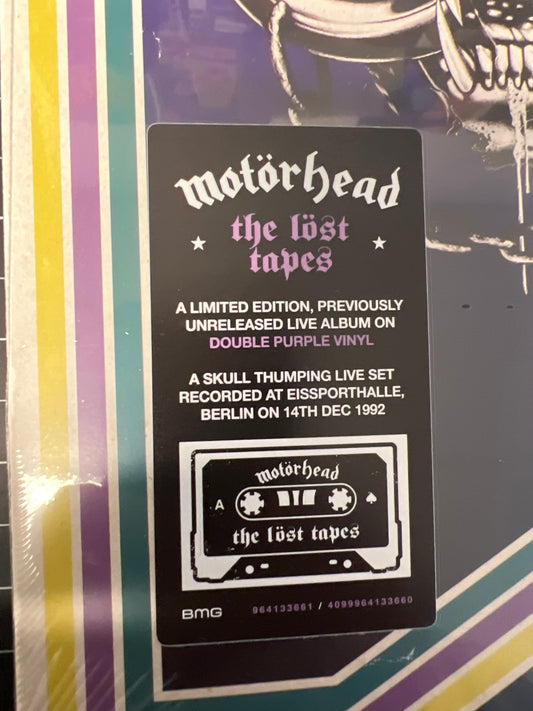 motörhead
the löst
tapes
A LIMITED EDITION, PREVIOUSLY
UNRELEASED LIVE ALBUM ON
DOUBLE PURPLE VINYL
A SKULL THUMPING LIVE SET
RECORDED AT EISSPORTHALLE,
BERLIN ON 14TH DEC 1992
motörhead
A
the löst tapes
BMG 964133661 / 4099964133660